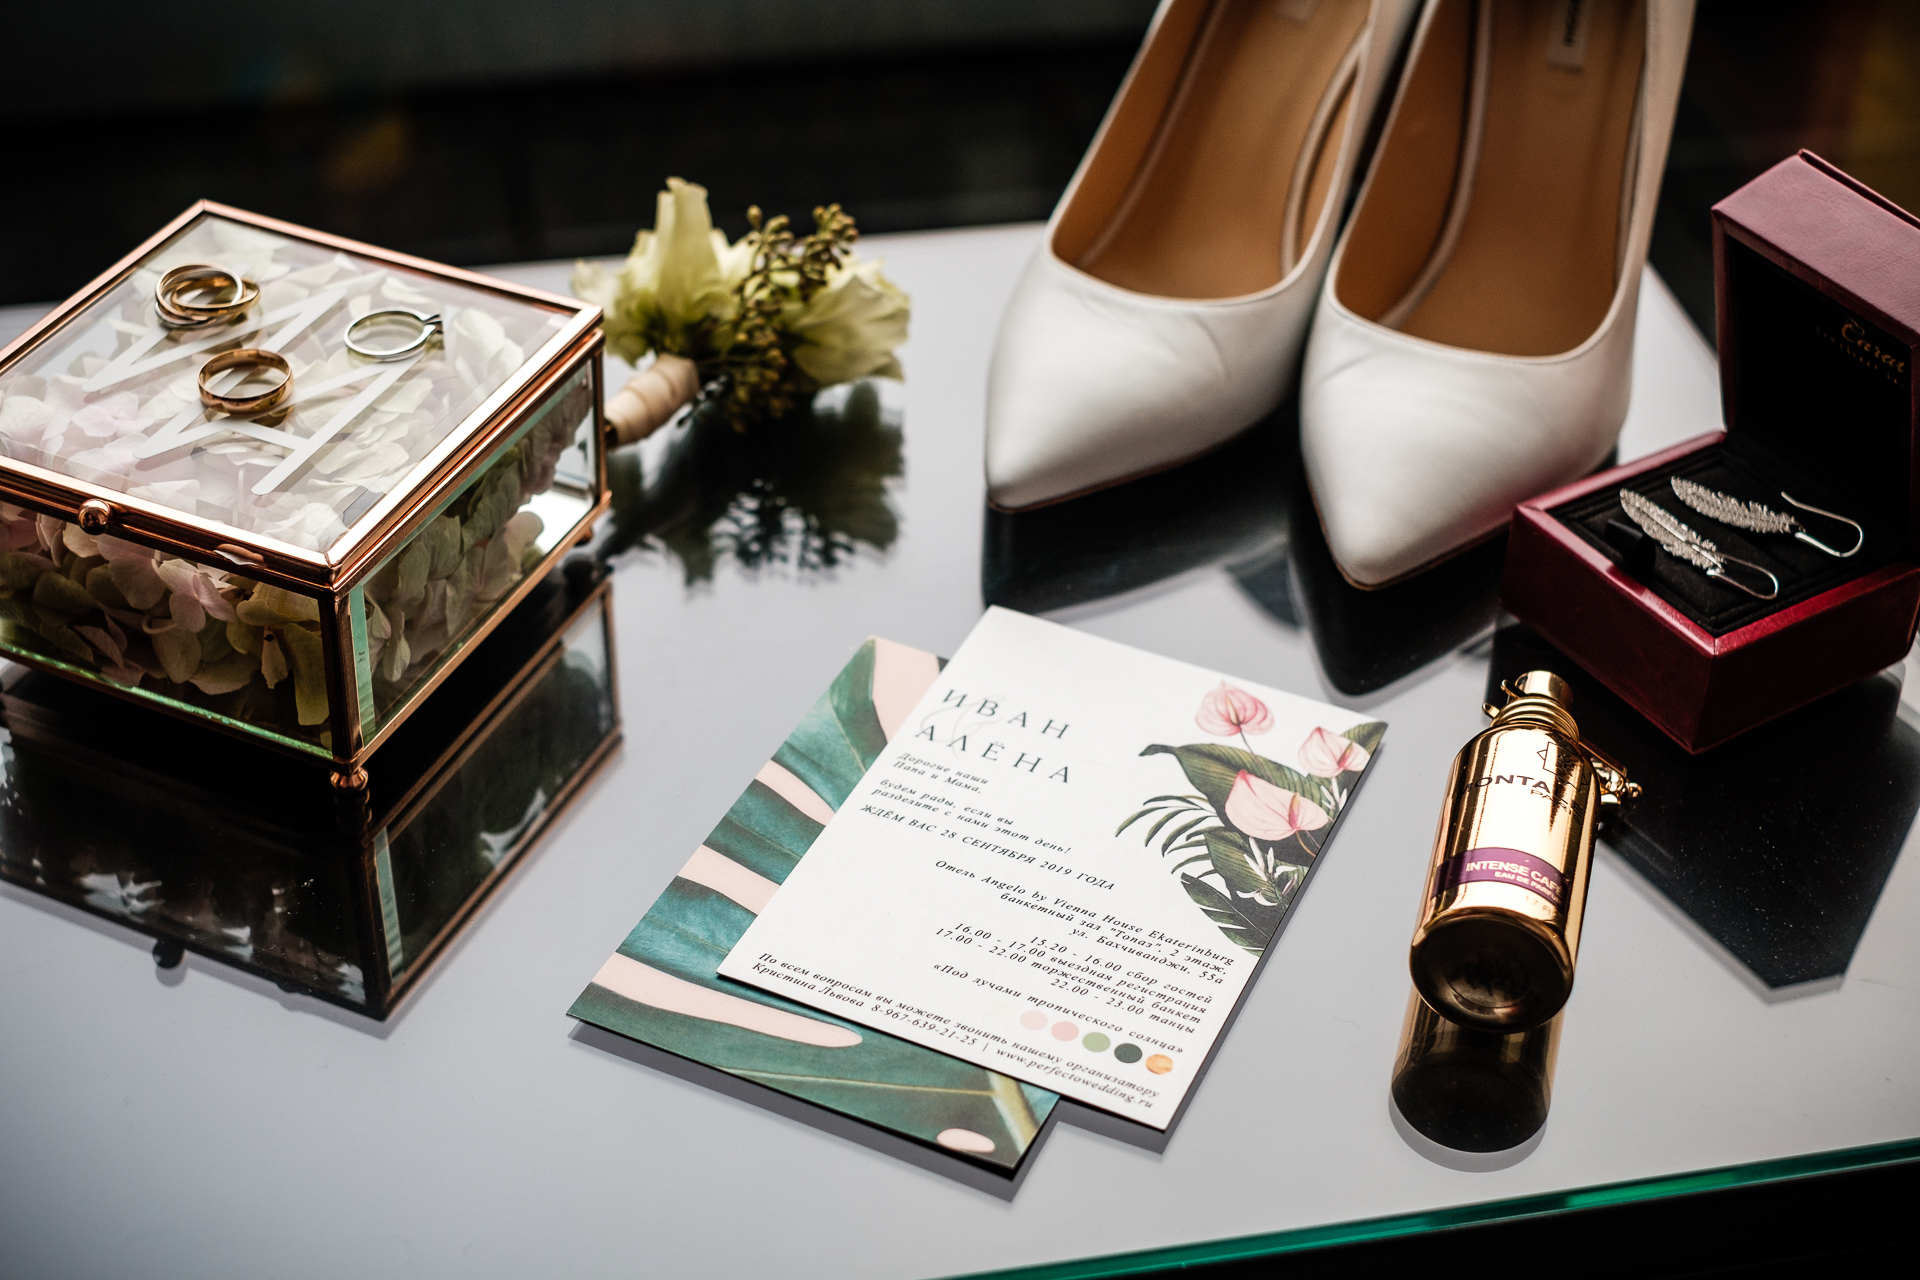 ИВАН
&
АЛЁНА
Дорогие наши
Папа и Мама,
будем рады, если вы
разделите с нами этот день!
ЖДЁМ ВАС 28 СЕНТЯБРЯ 2019 ГОДА
Отель Angelo by Vienna House Ekaterinburg
банкетный зал "Топаз", 2 этаж,
ул. Бахчиванджи, 55а
15.20 - 16.00 сбор гостей
16.00 - 17.00 выездная регистрация
17.00 - 22.00 торжественный банкет
22.00 - 23.00 танцы
«Под лучами тропического солнца»
По всем вопросам вы можете звонить нашему организатору
Кристина Львова 8-967-639-21-25 | www.perfectowedding.ru
INTENSE CAFE
EAU DE PARFUM
Carat